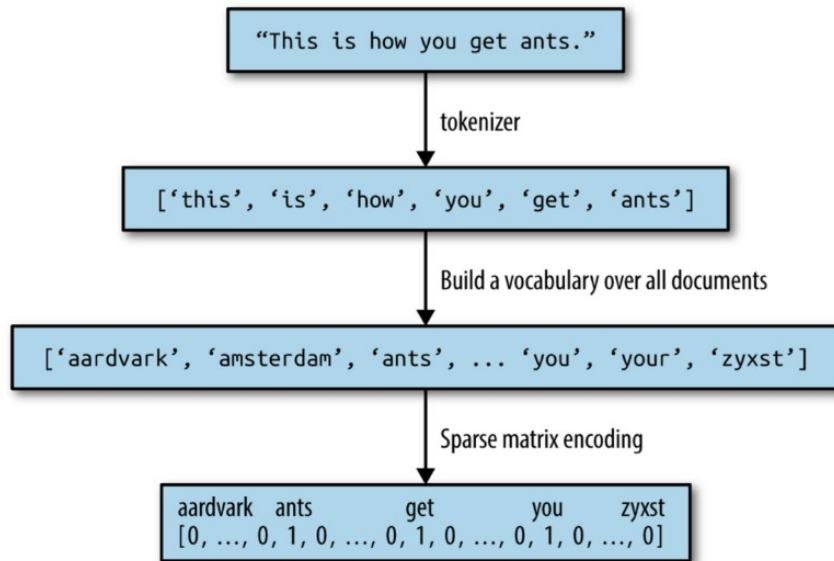 “This is how you get ants.”
tokenizer
[‘this’, ‘is’, ‘how’, ‘you’, ‘get’, ‘ants’]
Build a vocabulary over all documents
[‘aardvark’, ‘amsterdam’, ‘ants’, ... ‘you’, ‘your’, ‘zyxst’]
Sparse matrix encoding
aardvark ants get you zyxst
[0, …, 0, 1, 0, …, 0, 1, 0, …, 0, 1, 0, …, 0]